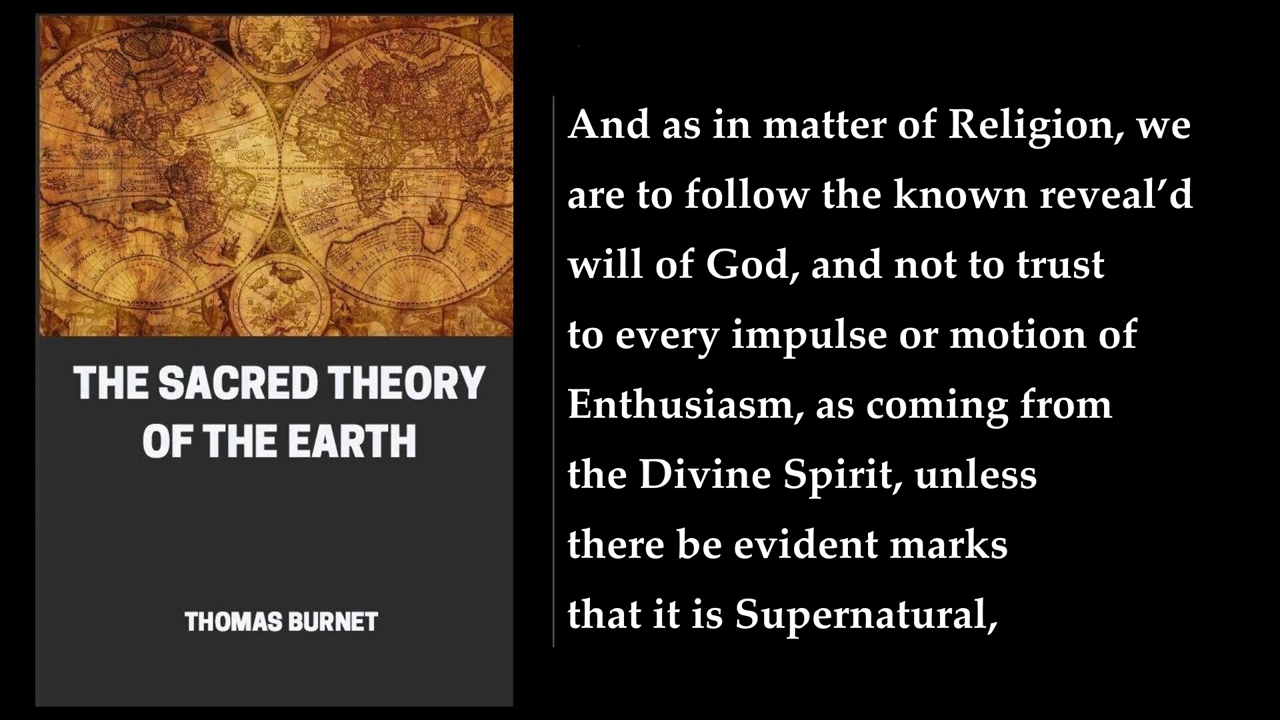 THE SACRED THEORY
OF THE EARTH
THOMAS BURNET
And as in matter of Religion, we
are to follow the known reveal’d
will of God, and not to trust
to every impulse or motion of
Enthusiasm, as coming from
the Divine Spirit, unless
there be evident marks
that it is Supernatural,